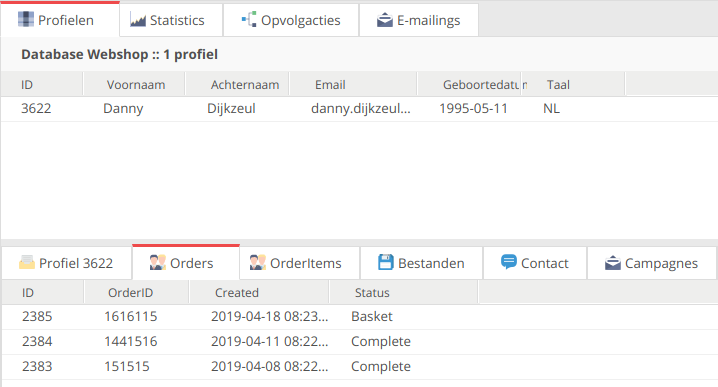 Profielen Statistics Opvolgacties E-mailings
Database Webshop :: 1 profiel
ID Voornaam Achternaam Email Geboortedatum Taal
3622 Danny Dijkzeul danny.dijkzeul... 1995-05-11 NL
Profiel 3622 Orders OrderItems Bestanden Contact Campagnes
ID OrderID Created Status
2385 1616115 2019-04-18 08:23... Basket
2384 1441516 2019-04-11 08:22... Complete
2383 151515 2019-04-08 08:22... Complete